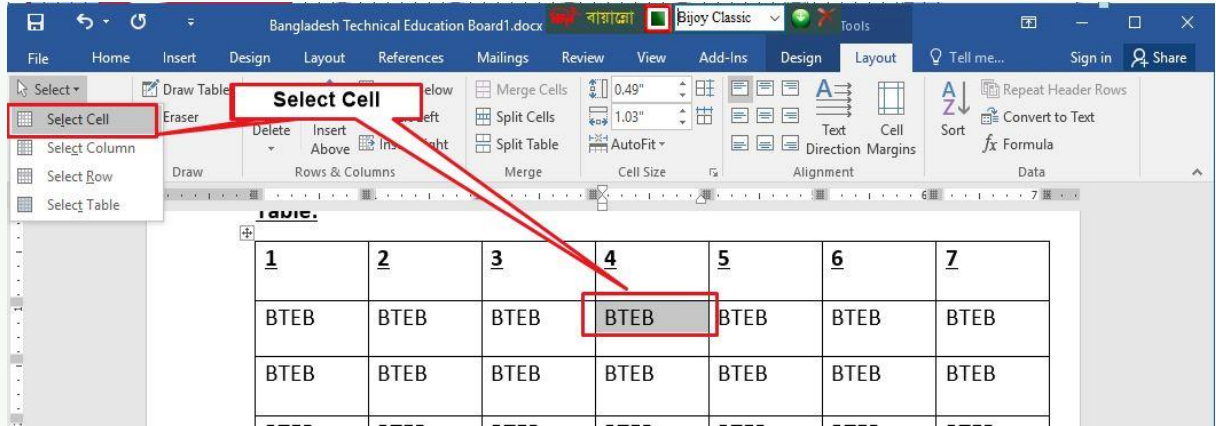 Bangladesh Technical Education Board1.docx বায়ান্নো Bijoy Classic Tools
File Home Insert Design Layout References Mailings Review View Add-Ins Design Layout Tell me... Sign in Share
Select Draw Table Merge Cells 0.49" Repeat Header Rows
Select Cell
Select Cell Eraser Split Cells 1.03" Convert to Text
Delete Insert Above Split Table AutoFit Text Direction Cell Margins Sort fx Formula
Select Column
Select Row Draw Rows & Columns Merge Cell Size Alignment Data
Select Table
6 7
Table:
1 2 3 4 5 6 7
BTEB BTEB BTEB BTEB BTEB BTEB BTEB
BTEB BTEB BTEB BTEB BTEB BTEB BTEB